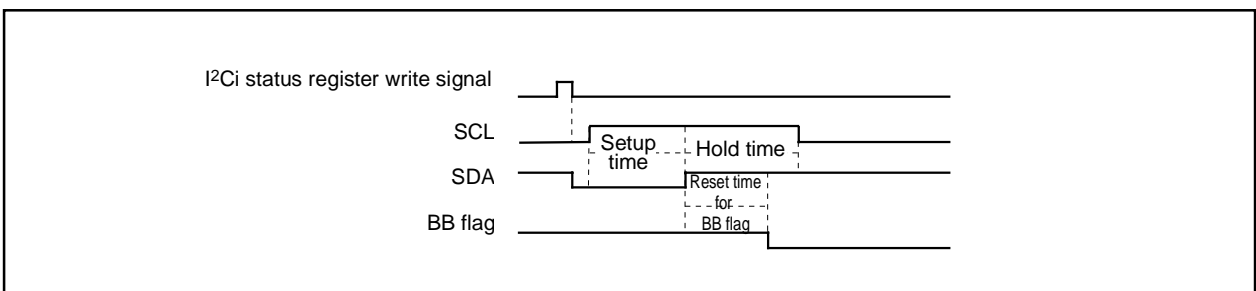 I²Ci status register write signal
SCL
Setup
time
Hold time
SDA
Reset time
for
BB flag
BB flag